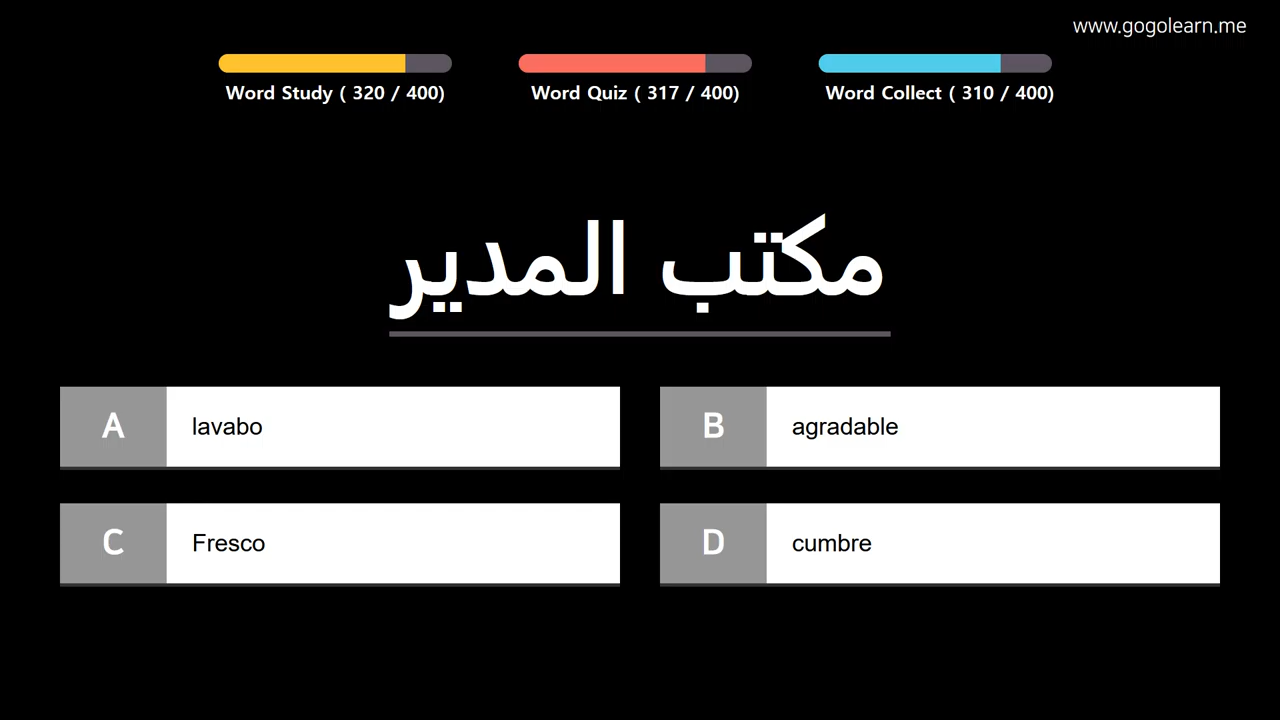 www.gogolearn.me
Word Study ( 320 / 400)
Word Quiz ( 317 / 400)
Word Collect ( 310 / 400)
مكتب المدير
A lavabo
B agradable
C Fresco
D cumbre